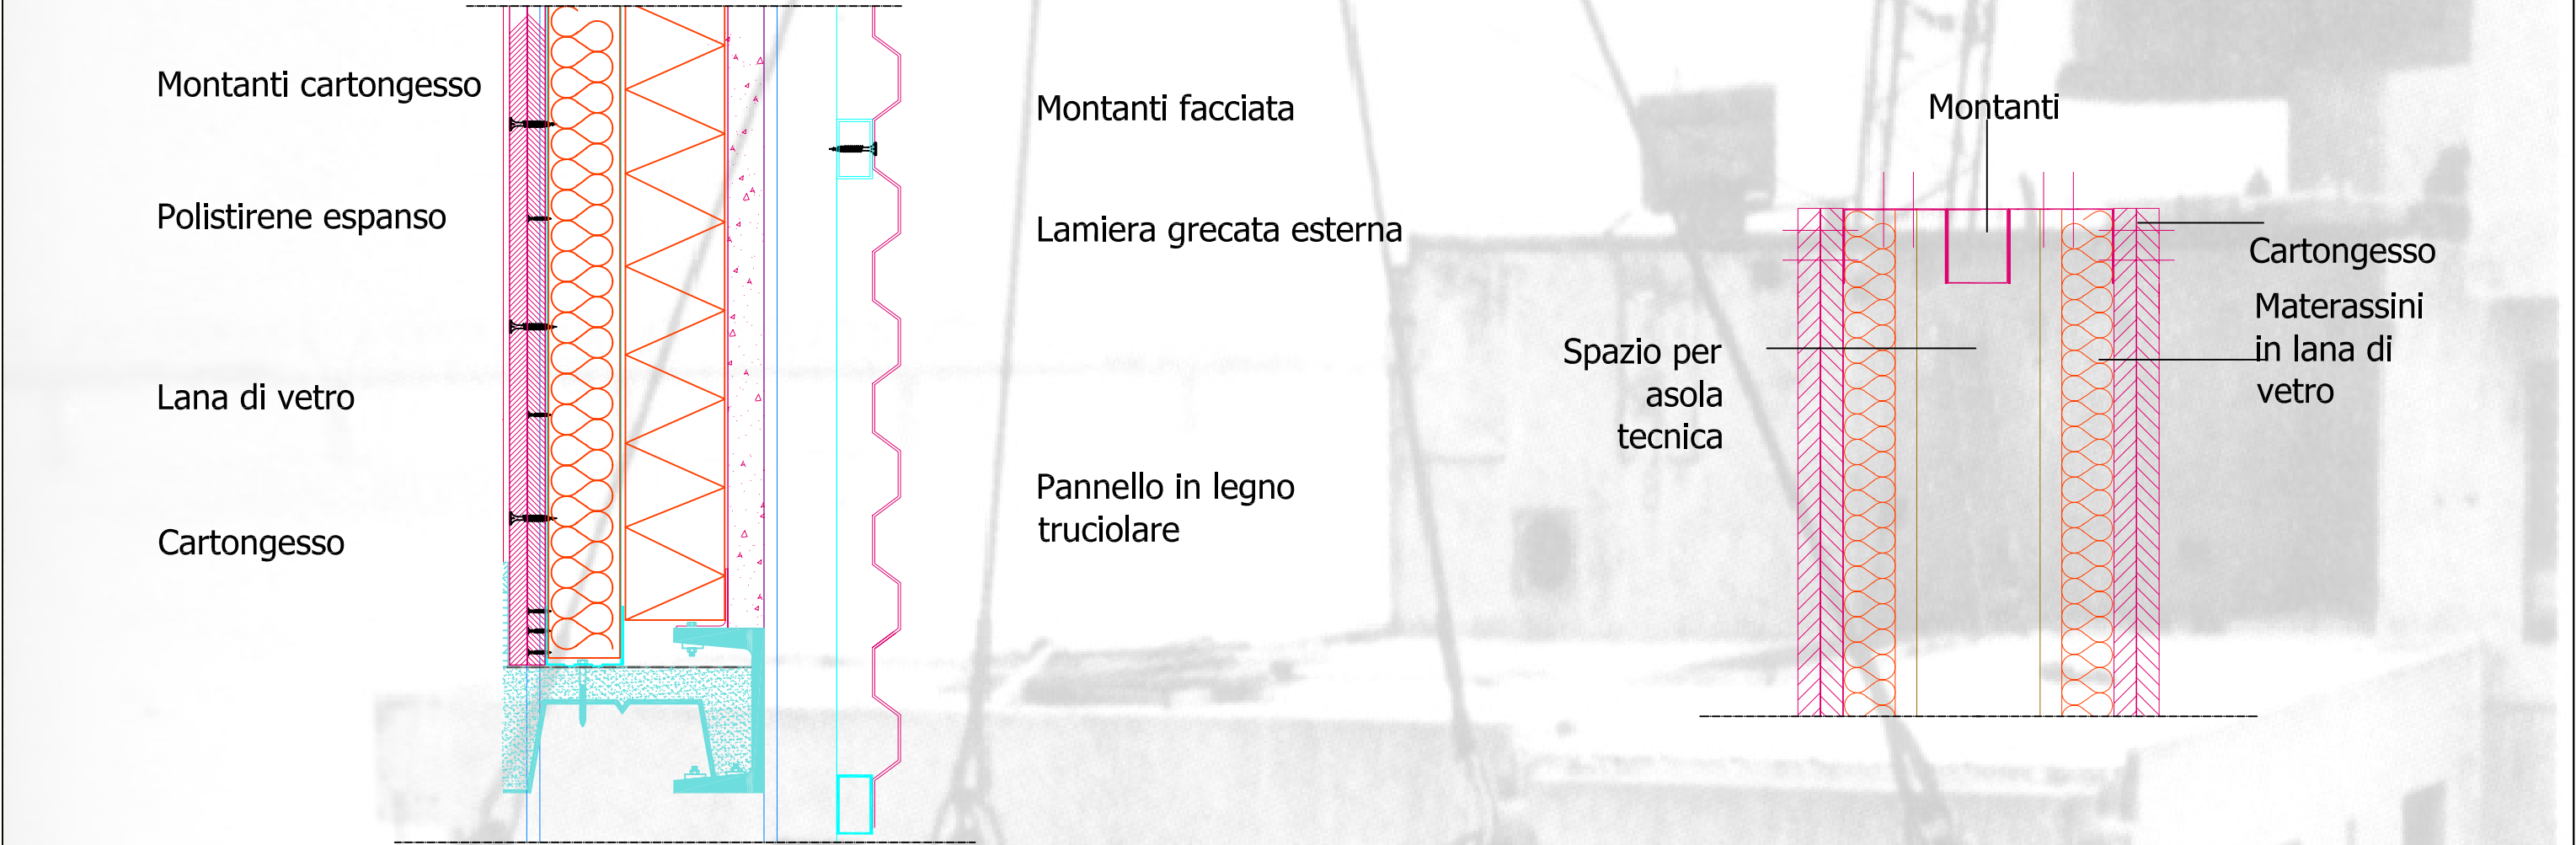 Montanti cartongesso
Polistirene espanso
Lana di vetro
Cartongesso
Montanti facciata
Lamiera grecata esterna
Pannello in legno
truciolare
Montanti
Spazio per
asola
tecnica
Cartongesso
Materassini
in lana di
vetro